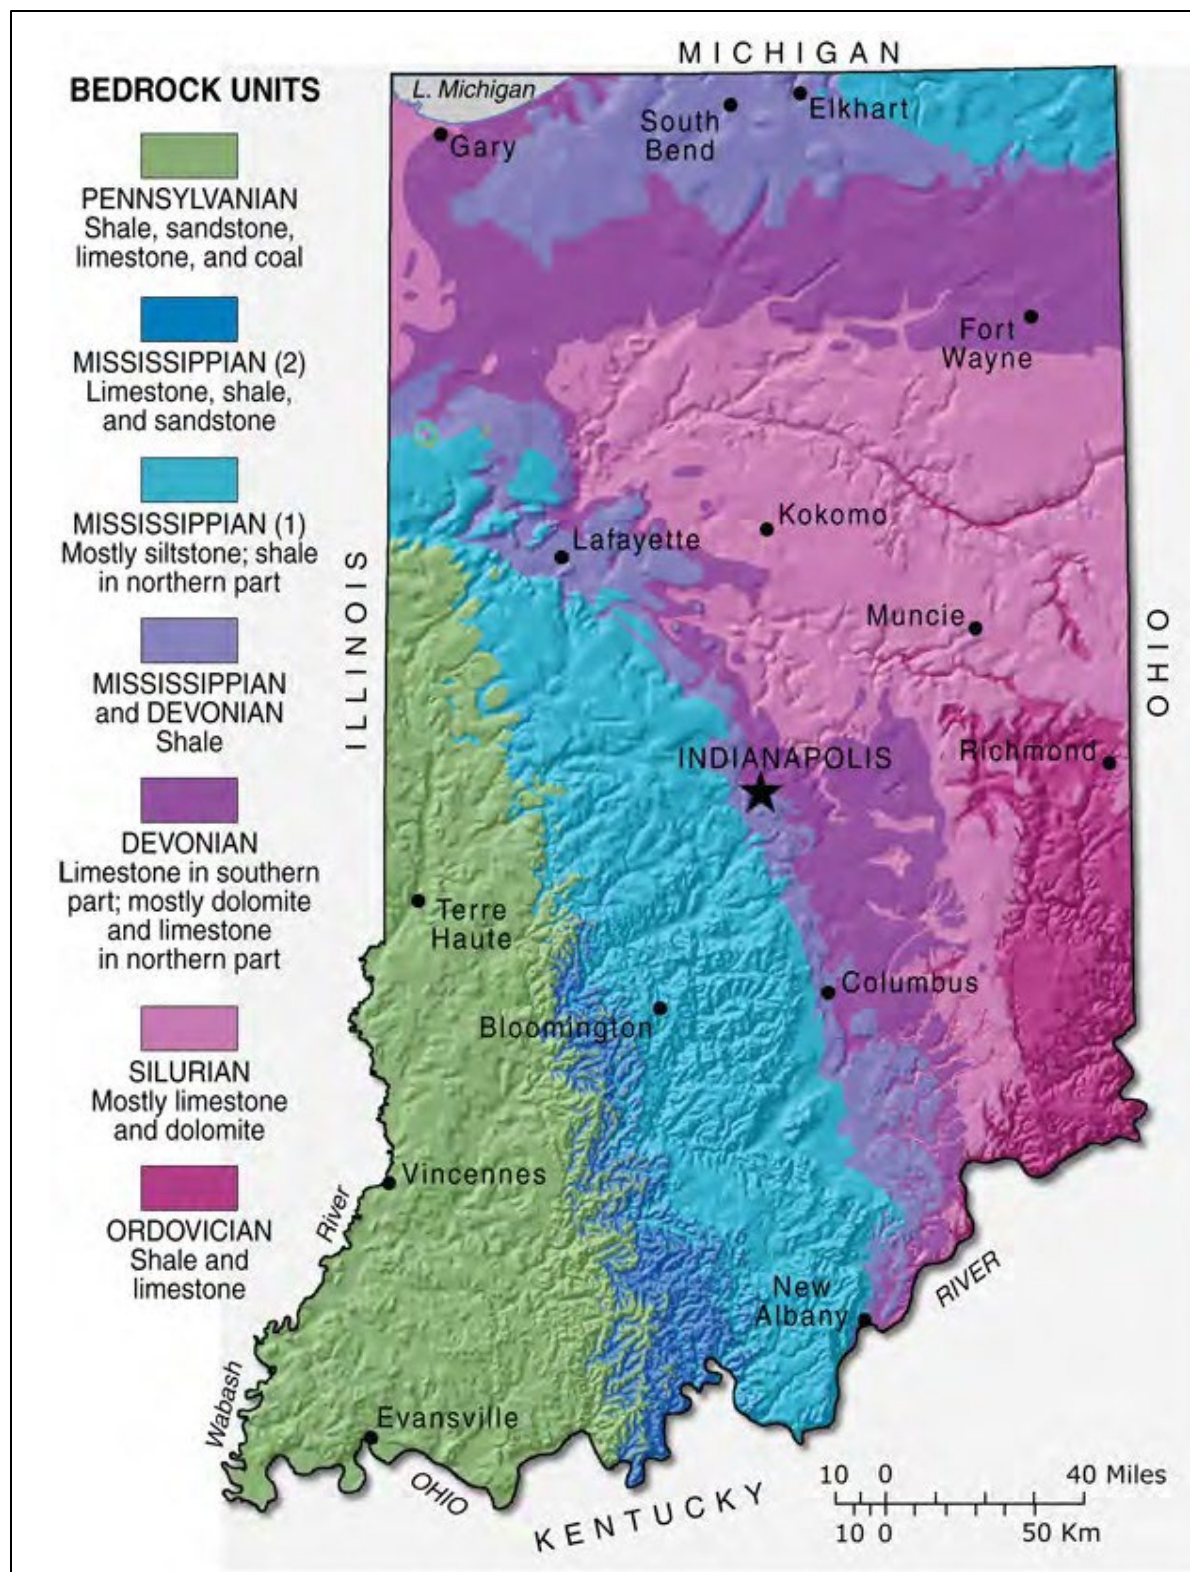 BEDROCK UNITS
PENNSYLVANIAN
Shale, sandstone,
limestone, and coal
MISSISSIPPIAN (2)
Limestone, shale,
and sandstone
MISSISSIPPIAN (1)
Mostly siltstone; shale
in northern part
MISSISSIPPIAN
and DEVONIAN
Shale
DEVONIAN
Limestone in southern
part; mostly dolomite
and limestone
in northern part
SILURIAN
Mostly limestone
and dolomite
ORDOVICIAN
Shale and
limestone
MICHIGAN
L. Michigan
Gary
South
Bend
Elkhart
Fort
Wayne
Kokomo
Lafayette
Muncie
ILLINOIS
OHIO
INDIANAPOLIS
Richmond
Terre
Haute
Columbus
Bloomington
Vincennes
New
Albany
Evansville
Wabash
River
OHIO
RIVER
KENTUCKY
10 0 40 Miles
10 0 50 Km